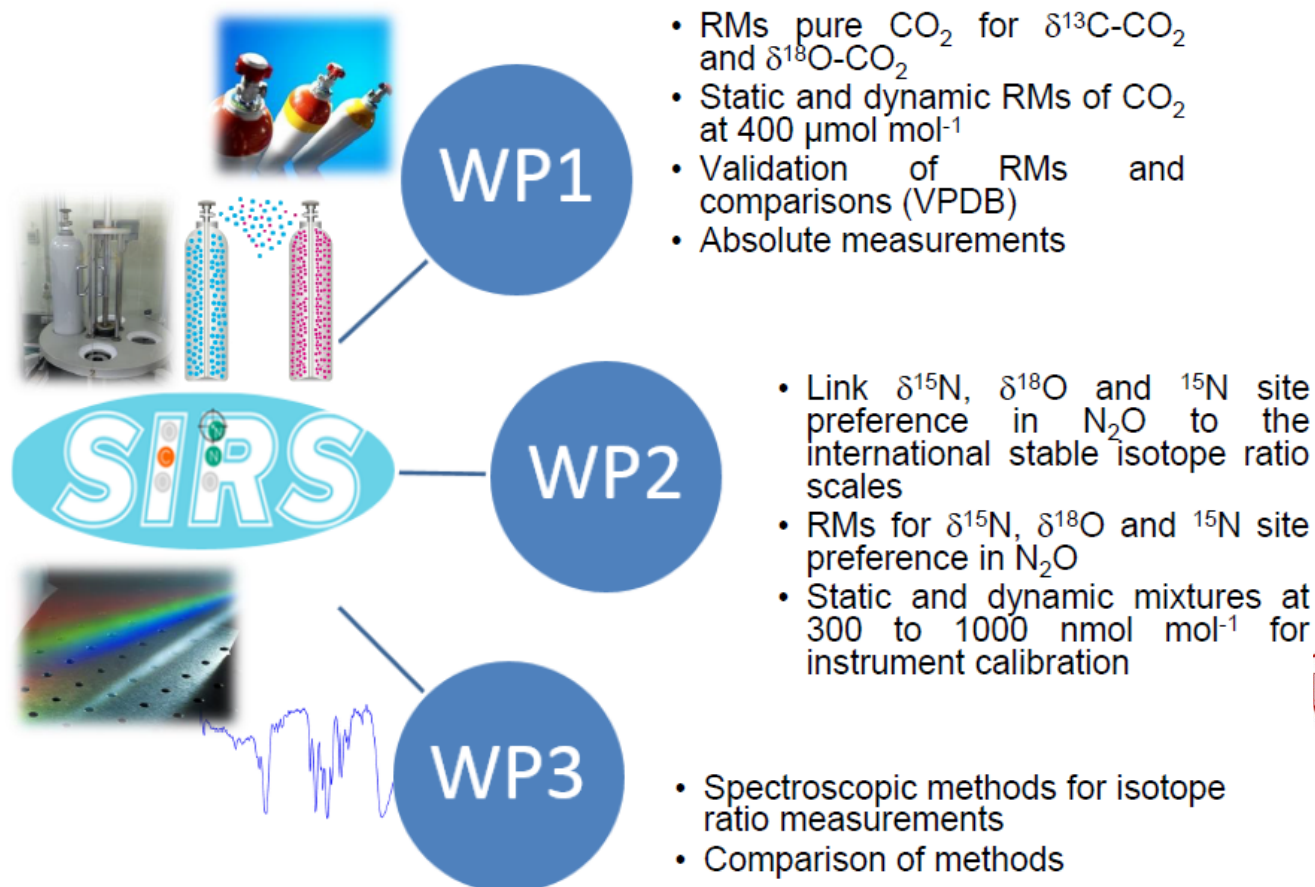 WP1
• RMs pure CO₂ for δ¹³C-CO₂
and δ¹⁸O-CO₂
• Static and dynamic RMs of CO₂
at 400 µmol mol⁻¹
• Validation of RMs and
comparisons (VPDB)
• Absolute measurements
SIRS
C
N
N
WP2
• Link δ¹⁵N, δ¹⁸O and ¹⁵N site
preference in N₂O to the
international stable isotope ratio
scales
• RMs for δ¹⁵N, δ¹⁸O and ¹⁵N site
preference in N₂O
• Static and dynamic mixtures at
300 to 1000 nmol mol⁻¹ for
instrument calibration
WP3
• Spectroscopic methods for isotope
ratio measurements
• Comparison of methods